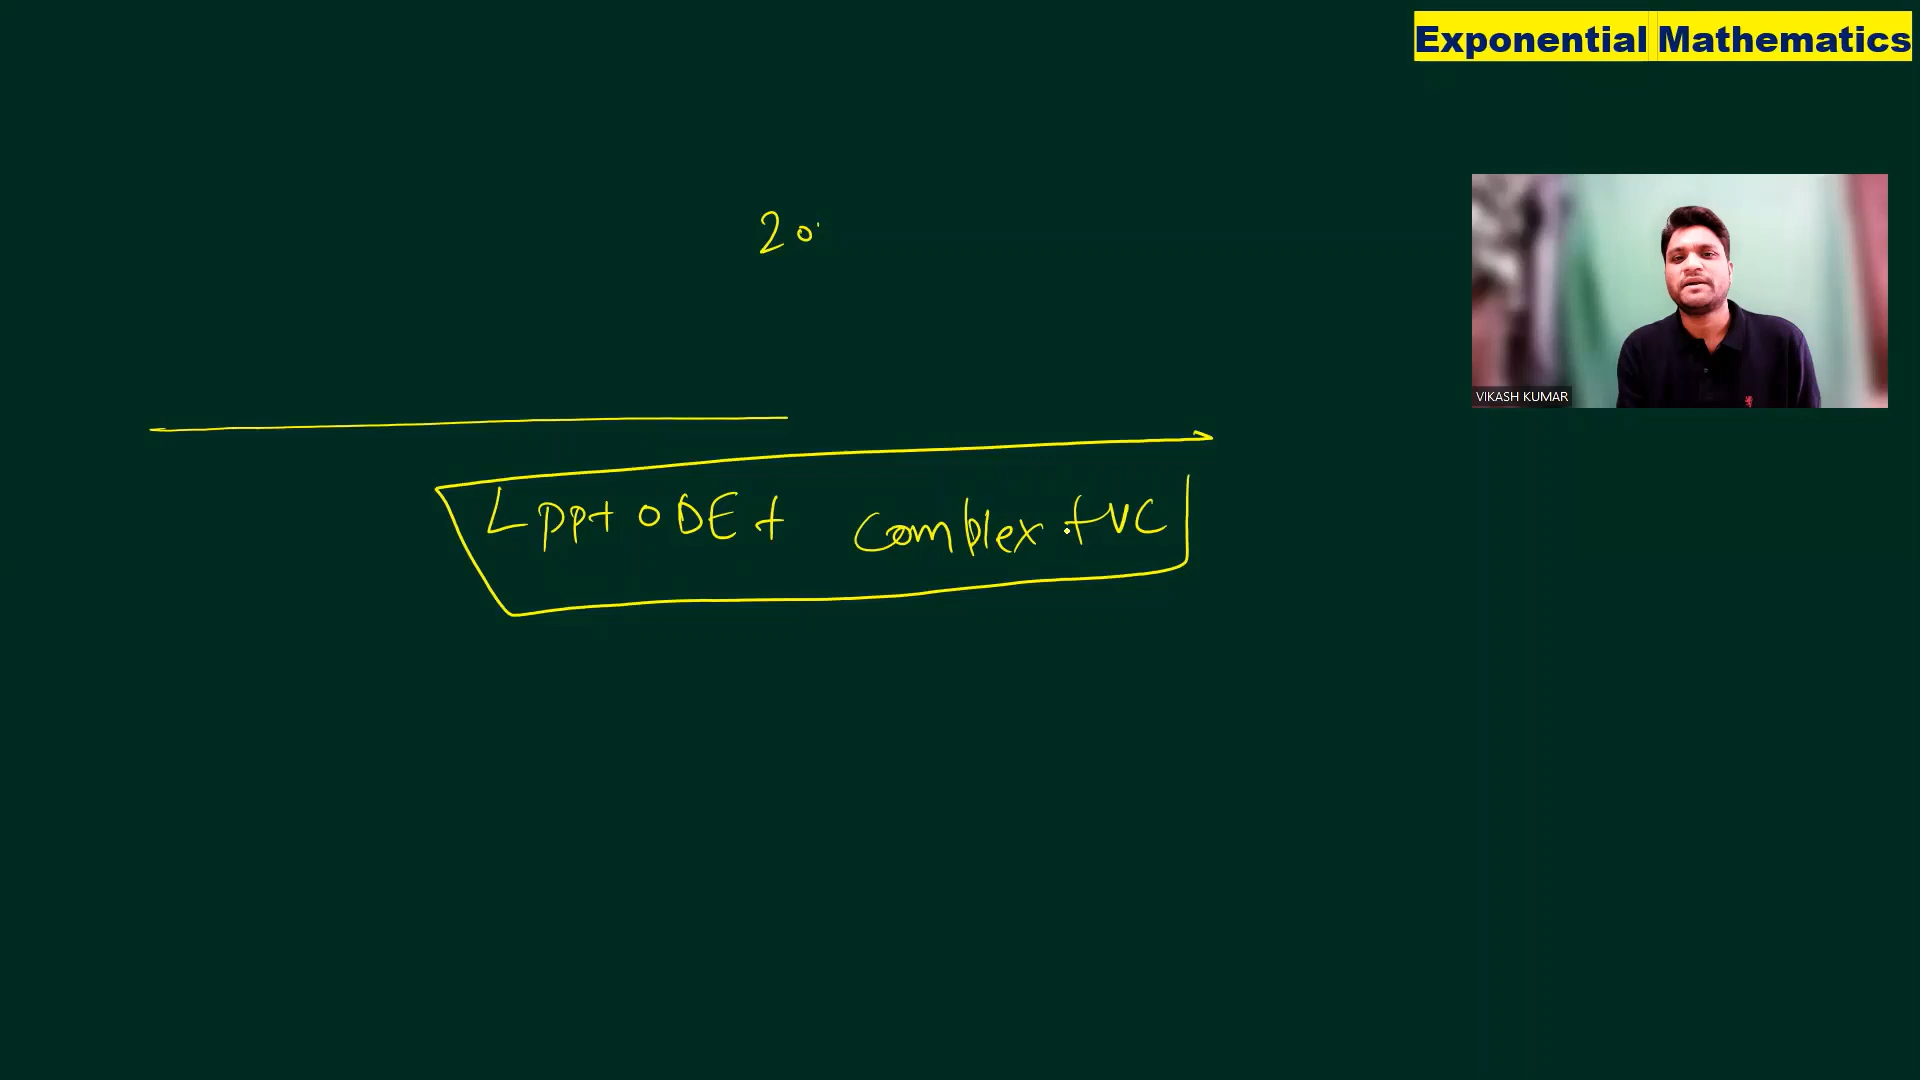 Exponential Mathematics
20
VIKASH KUMAR
LPP+ ODE + Complex + VC